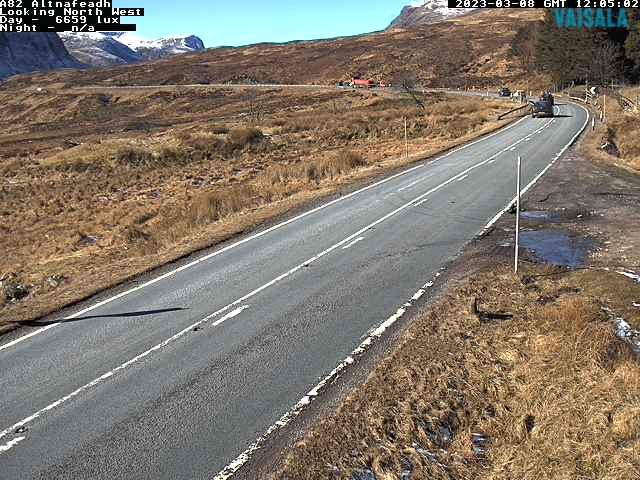 A82 Altnafeadh
Looking North West
Day - 6659 lux
Night - n/a
2023-03-08 GMT 12:05:02
VAISALA